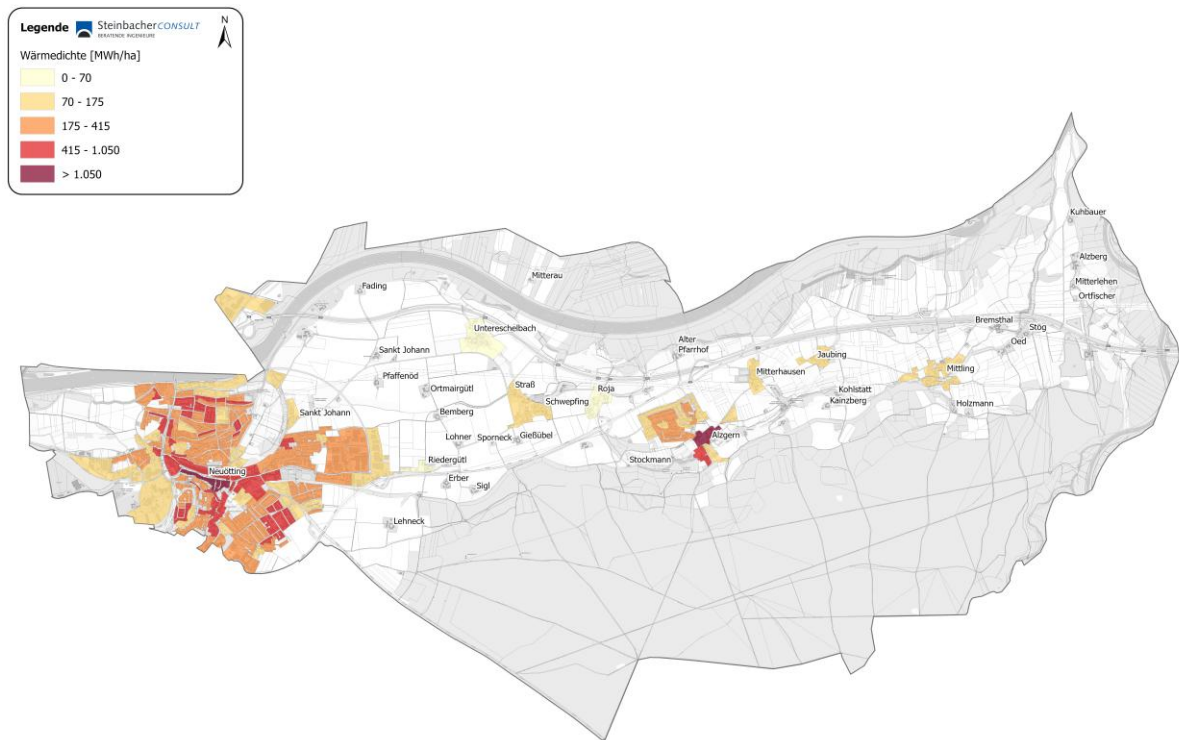 Legende
SteinbacherCONSULT
BERATENDE INGENIEURE
N
Wärmedichte [MWh/ha]
0 - 70
70 - 175
175 - 415
415 - 1.050
> 1.050
Kuhbauer
Alzberg
Mitterlehen
Ortfischer
Mitterau
Fading
Bremsthal
Stög
Untereschelbach
Oed
Alter
Pfarrhof
Sankt Johann
Jaubing
Mittling
Mitterhausen
Pfaffenöd
Ortmairgütl
Straß
Roja
Kohlstatt
Schwepfing
Kainzberg
Holzmann
Sankt Johann
Bemberg
Alzgern
Lohner
Sporneck
Gießübel
Riedergütl
Stockmann
Neuötting
Erber
Sigl
Lehneck